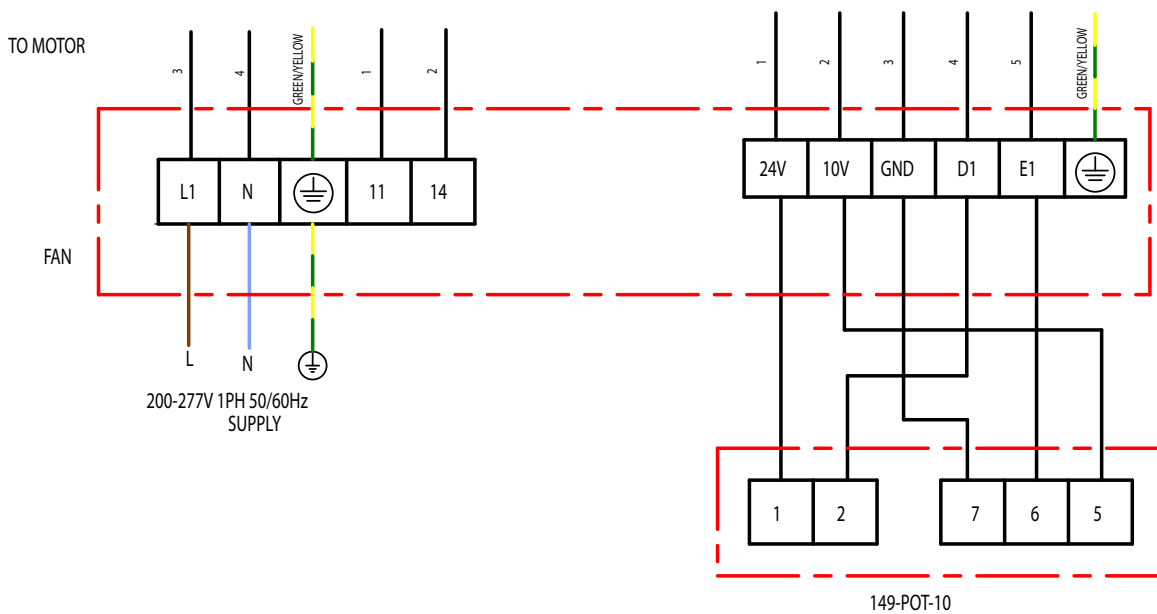 TO MOTOR
3
4
GREEN/YELLOW
1
2
1
2
3
4
5
GREEN/YELLOW
L1
N
11
14
24V
10V
GND
D1
E1
FAN
L
N
200-277V 1PH 50/60Hz
SUPPLY
1
2
7
6
5
149-POT-10